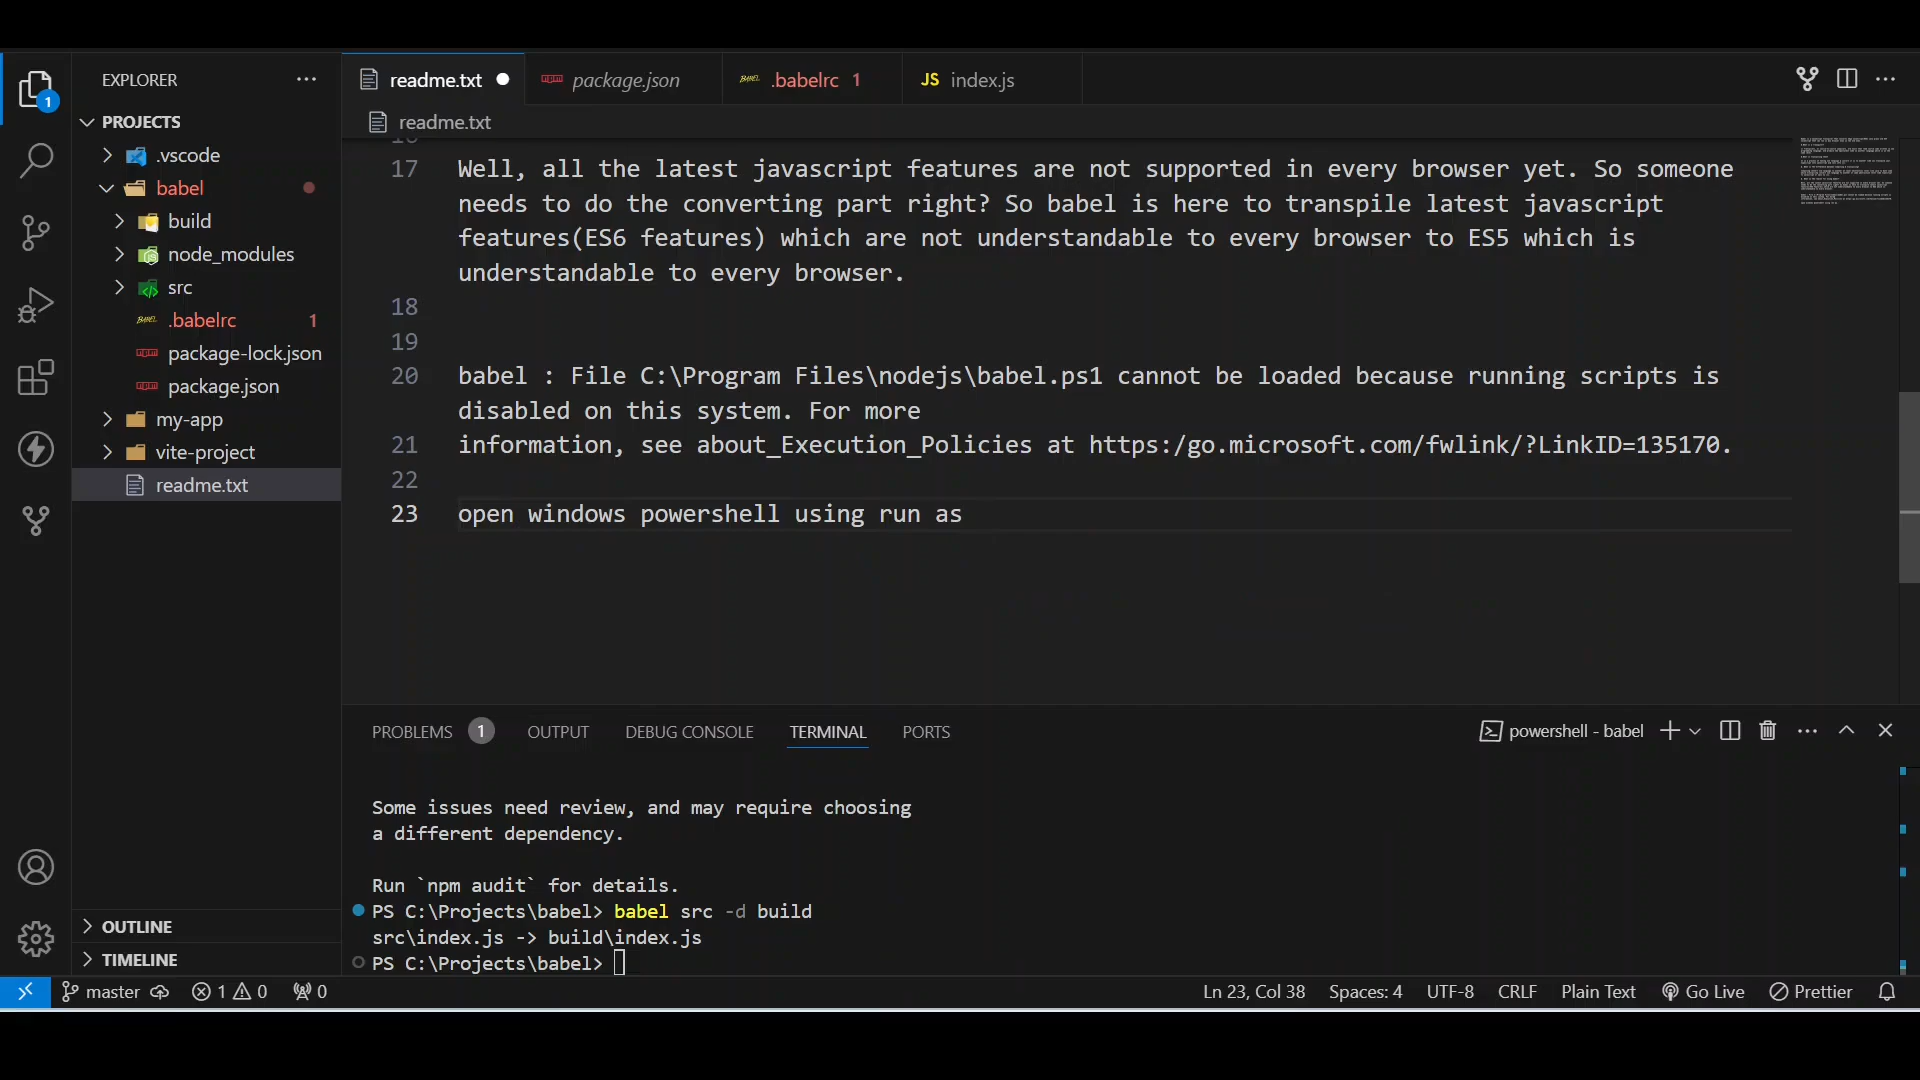 EXPLORER
readme.txt
package.json
.babelrc 1
JS index.js
1
PROJECTS
readme.txt
.vscode
babel
build
node_modules
src
.babelrc 1
package-lock.json
package.json
my-app
vite-project
readme.txt
17 Well, all the latest javascript features are not supported in every browser yet. So someone
needs to do the converting part right? So babel is here to transpile latest javascript
features(ES6 features) which are not understandable to every browser to ES5 which is
understandable to every browser.
18
19
20 babel : File C:\Program Files\nodejs\babel.ps1 cannot be loaded because running scripts is
disabled on this system. For more
21 information, see about_Execution_Policies at https:/go.microsoft.com/fwlink/?LinkID=135170.
22
23 open windows powershell using run as
PROBLEMS 1 OUTPUT DEBUG CONSOLE TERMINAL PORTS
powershell - babel
Some issues need review, and may require choosing
a different dependency.
Run `npm audit` for details.
PS C:\Projects\babel> babel src -d build
src\index.js -> build\index.js
PS C:\Projects\babel>
OUTLINE
TIMELINE
master 1 0 0
Ln 23, Col 38 Spaces: 4 UTF-8 CRLF Plain Text Go Live Prettier